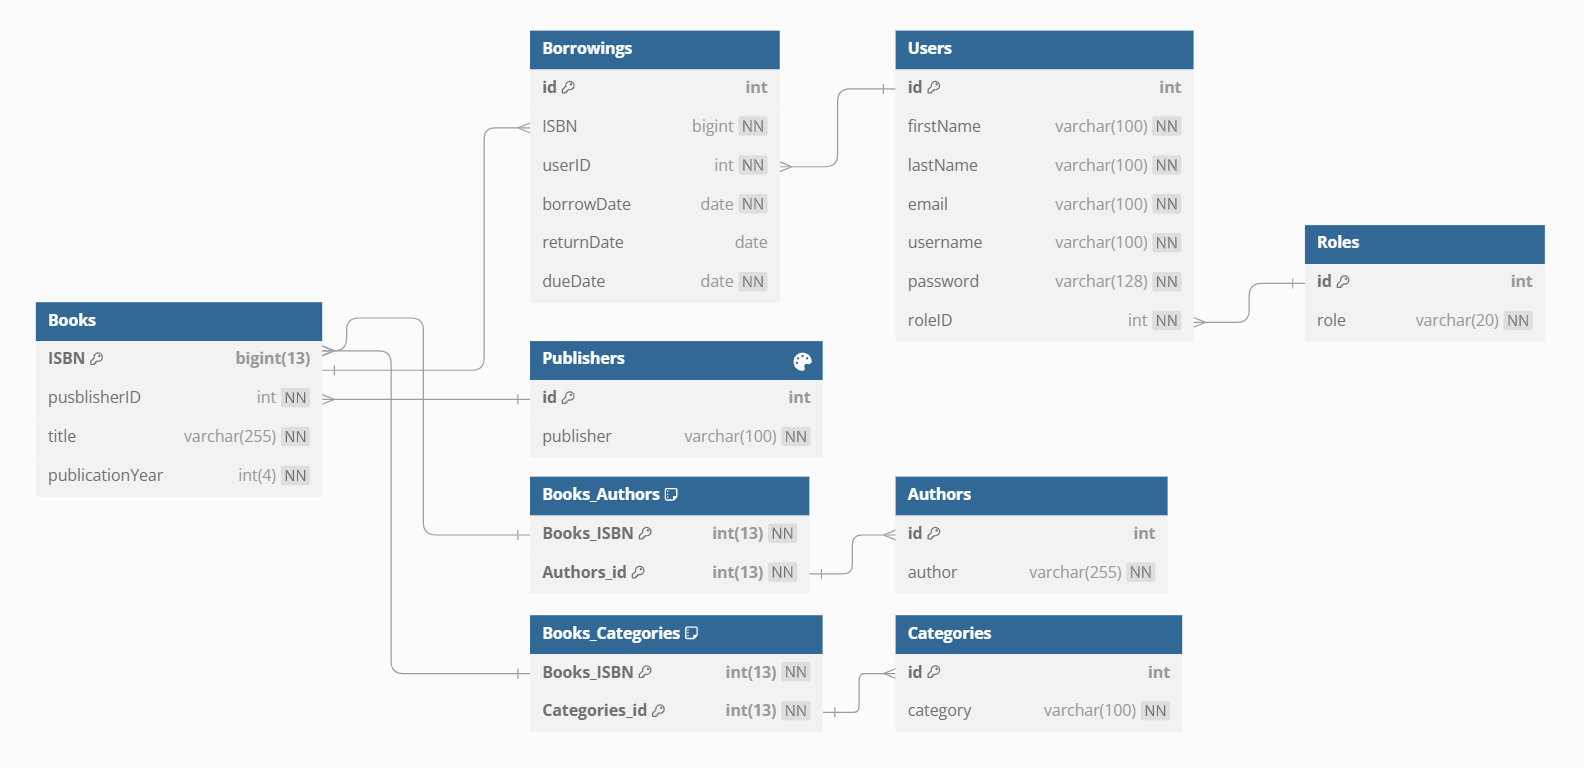 Borrowings
id int
ISBN bigint NN
userID int NN
borrowDate date NN
returnDate date
dueDate date NN
Users
id int
firstName varchar(100) NN
lastName varchar(100) NN
email varchar(100) NN
username varchar(100) NN
password varchar(128) NN
roleID int NN
Roles
id int
role varchar(20) NN
Books
ISBN bigint(13)
pusblisherID int NN
title varchar(255) NN
publicationYear int(4) NN
Publishers
id int
publisher varchar(100) NN
Books_Authors
Books_ISBN int(13) NN
Authors_id int(13) NN
Authors
id int
author varchar(255) NN
Books_Categories
Books_ISBN int(13) NN
Categories_id int(13) NN
Categories
id int
category varchar(100) NN